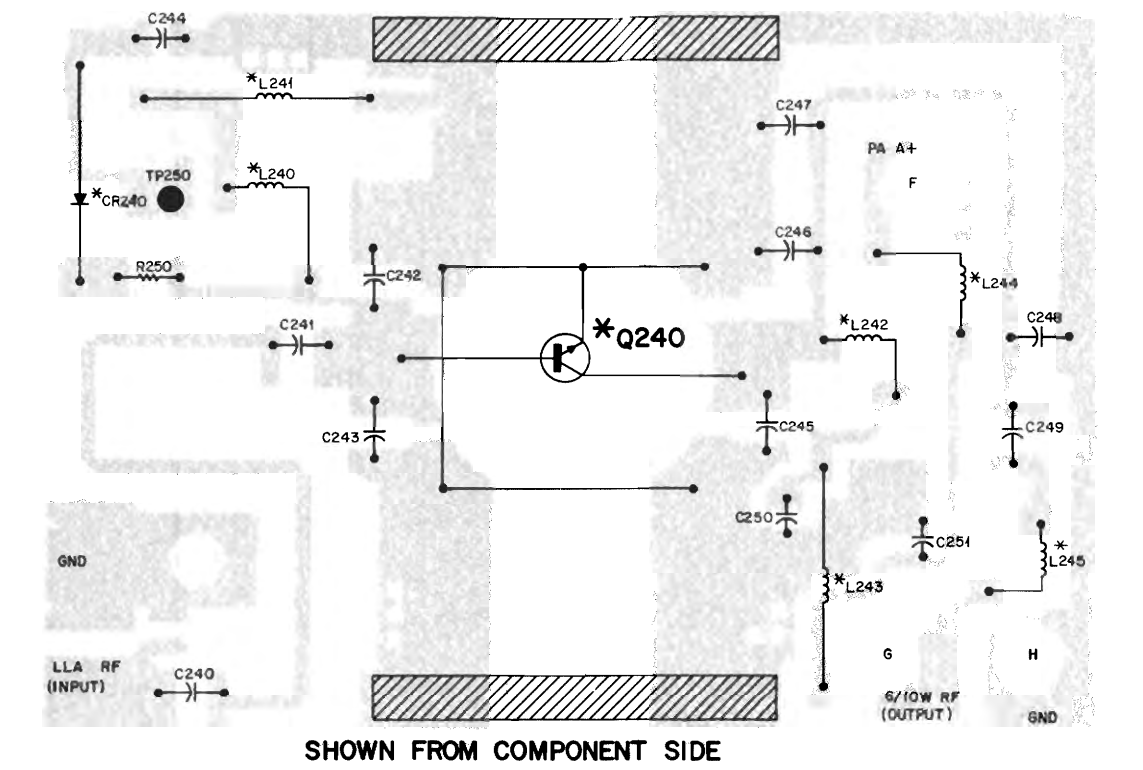 C244
*L241
C247
PA A+
TP250
*L240
F
*CR240
C246
R250
C242
*L244
C241
*Q240
*L242
C248
C243
C245
C249
C250
C251
GND
*L243
*
L245
LLA RF
(INPUT)
C240
G
H
6/10W RF
(OUTPUT)
GND
SHOWN FROM COMPONENT SIDE